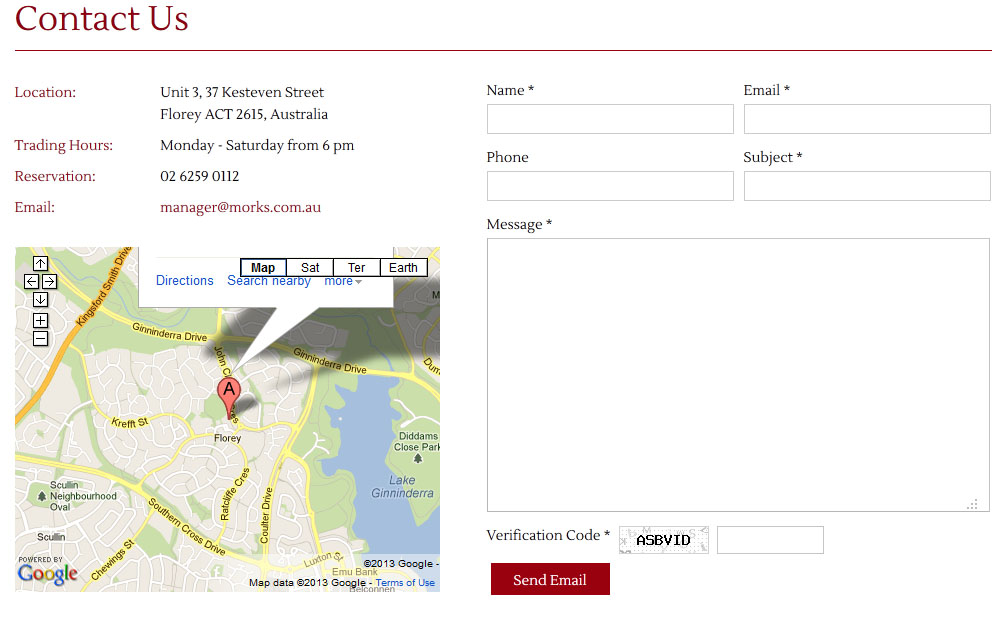 Contact Us
Location: Unit 3, 37 Kesteven Street
Florey ACT 2615, Australia
Trading Hours: Monday - Saturday from 6 pm
Reservation: 02 6259 0112
Email: manager@morks.com.au
Map Sat Ter Earth
Directions Search nearby more
Kingsford Smith Drive
Ginninderra Drive
John C
Ginninderra Drive
A
Krefft St
Florey
Diddams
Close Park
Lake
Ginninderra
Scullin
Neighbourhood
Oval
Ratcliffe Cres
Coulter Drive
Southern Cross Drive
Scullin
Chewings St
Luxton St
Emu Bank
Belconnen
POWERED BY
Google
©2013 Google -
Map data ©2013 Google - Terms of Use
Name * Email *
Phone Subject *
Message *
Verification Code * ASBVID
Send Email